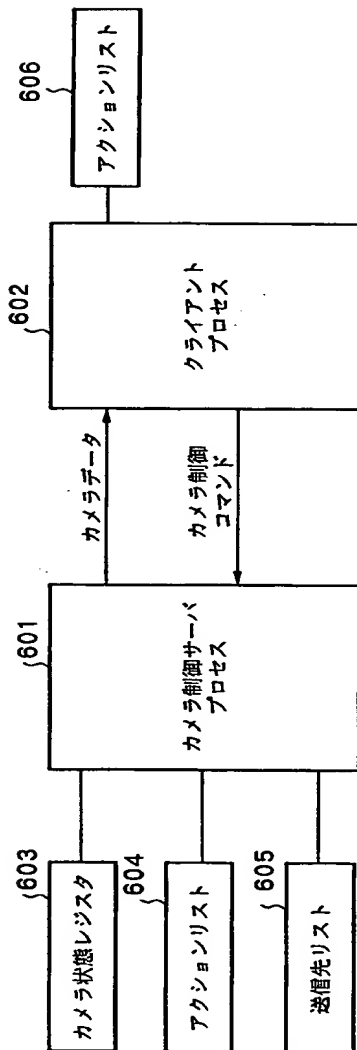 603
カメラ状態レジスタ
604
アクションリスト
605
送信先リスト
601
カメラ制御サーバ
プロセス
カメラデータ
カメラ制御
コマンド
602
クライアント
プロセス
606
アクションリスト